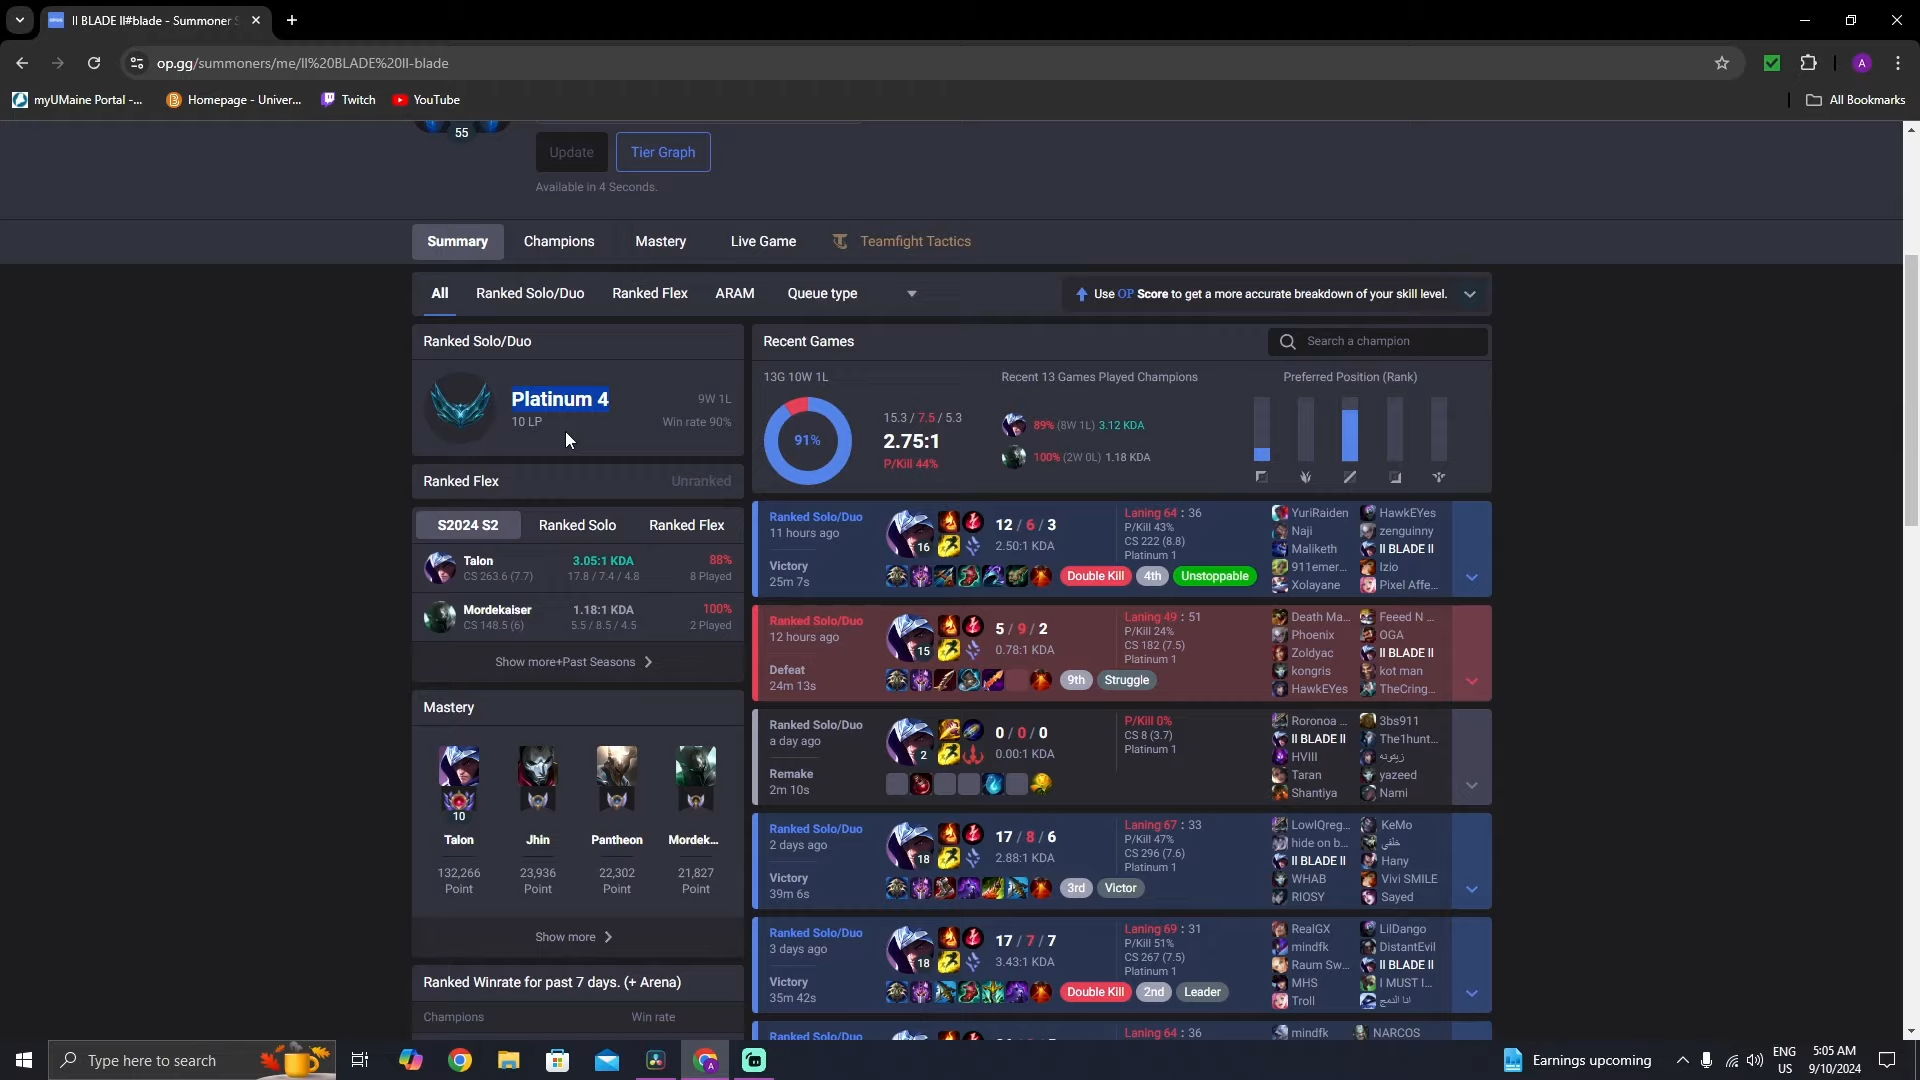 II BLADE II#blade - Summoner S
op.gg/summoners/me/II%20BLADE%20II-blade
A
myUMaine Portal -...
Homepage - Univer...
Twitch
YouTube
All Bookmarks
55
Update
Tier Graph
Available in 4 Seconds.
Summary
Champions
Mastery
Live Game
Teamfight Tactics
All
Ranked Solo/Duo
Ranked Flex
ARAM
Queue type
Use OP Score to get a more accurate breakdown of your skill level.
Ranked Solo/Duo
Platinum 4
9W 1L
10 LP
Win rate 90%
Ranked Flex
Unranked
S2024 S2
Ranked Solo
Ranked Flex
Talon
3.05:1 KDA
88%
CS 263.6 (7.7)
17.8 / 7.4 / 4.8
8 Played
Mordekaiser
1.18:1 KDA
100%
CS 148.5 (6)
5.5 / 8.5 / 4.5
2 Played
Show more+Past Seasons
Mastery
10
Talon
Jhin
Pantheon
Mordek...
132,266
23,936
22,302
21,827
Point
Point
Point
Point
Show more
Ranked Winrate for past 7 days. (+ Arena)
Champions
Win rate
Recent Games
Search a champion
13G 10W 1L
Recent 13 Games Played Champions
Preferred Position (Rank)
91%
15.3 / 7.5 / 5.3
2.75:1
P/Kill 44%
89% (8W 1L) 3.12 KDA
100% (2W 0L) 1.18 KDA
Ranked Solo/Duo
11 hours ago
Victory
25m 7s
16
12 / 6 / 3
2.50:1 KDA
Laning 64 : 36
P/Kill 43%
CS 222 (8.8)
Platinum 1
Double Kill
4th
Unstoppable
YuriRaiden
HawkEYes
Naji
zenguinny
Maliketh
II BLADE II
911emer...
Izio
Xolayane
Pixel Affe...
Ranked Solo/Duo
12 hours ago
Defeat
24m 13s
15
5 / 9 / 2
0.78:1 KDA
Laning 49 : 51
P/Kill 24%
CS 182 (7.5)
Platinum 1
9th
Struggle
Death Ma...
Feeed N ...
Phoenix
OGA
Zoldyac
II BLADE II
kongris
kot man
HawkEYes
TheCring...
Ranked Solo/Duo
a day ago
Remake
2m 10s
2
0 / 0 / 0
0.00:1 KDA
P/Kill 0%
CS 8 (3.7)
Platinum 1
Roronoa ...
3bs911
II BLADE II
The1hunt...
HVIII
زيتونه
Taran
yazeed
Shantiya
Nami
Ranked Solo/Duo
2 days ago
Victory
39m 6s
18
17 / 8 / 6
2.88:1 KDA
Laning 67 : 33
P/Kill 47%
CS 296 (7.6)
Platinum 1
3rd
Victor
LowIQreg...
KeMo
hide on b...
خلفي
II BLADE II
Hany
WHAB
Vivi SMILE
RIOSY
Sayed
Ranked Solo/Duo
3 days ago
Victory
35m 42s
18
17 / 7 / 7
3.43:1 KDA
Laning 69 : 31
P/Kill 51%
CS 267 (7.5)
Platinum 1
Double Kill
2nd
Leader
RealGX
LilDango
mindfk
DistantEvil
Raum Sw...
II BLADE II
MHS
I MUST I...
Troll
انا الدمج
Laning 64 : 36
mindfk
NARCOS
Type here to search
Earnings upcoming
ENG
US
5:05 AM
9/10/2024